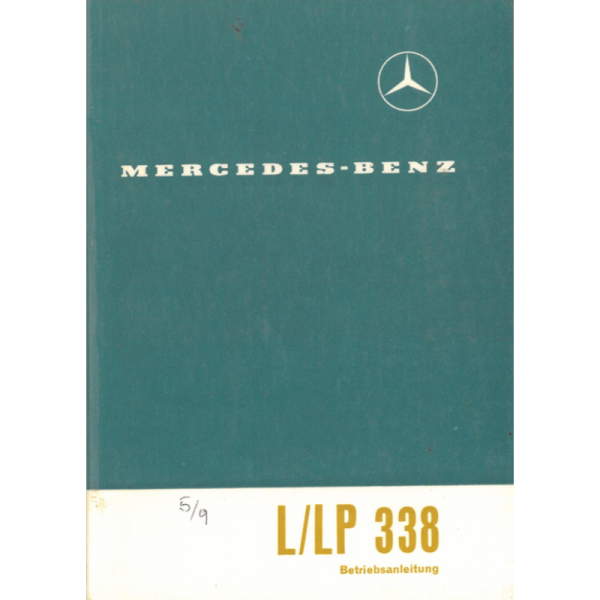 MERCEDES-BENZ
5/9
L/LP 338
Betriebsanleitung